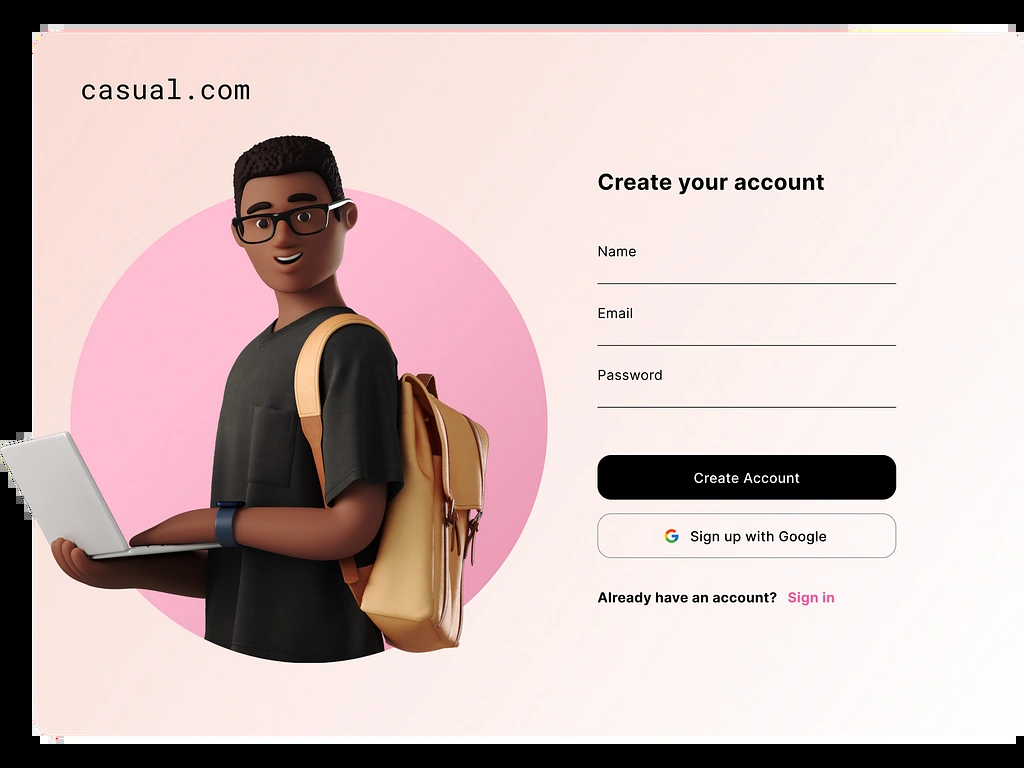 casual.com
Create your account
Name
Email
Password
Create Account
Sign up with Google
Already have an account? Sign in